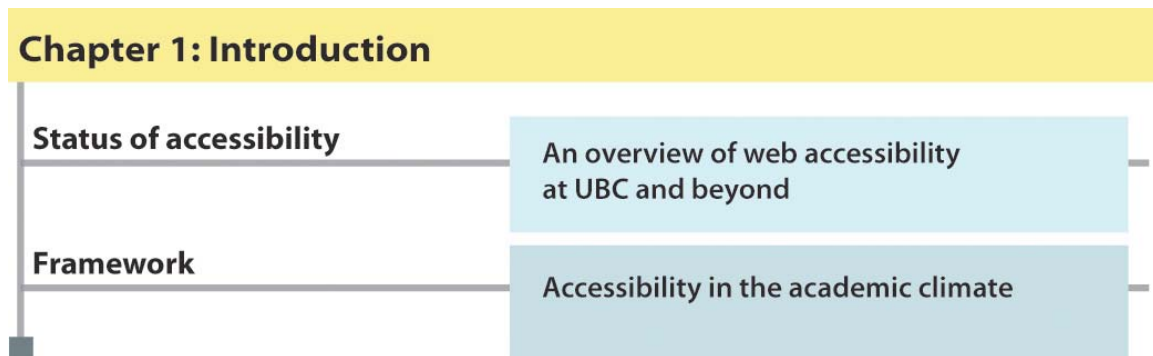 Chapter 1: Introduction
Status of accessibility
An overview of web accessibility
at UBC and beyond
Framework
Accessibility in the academic climate